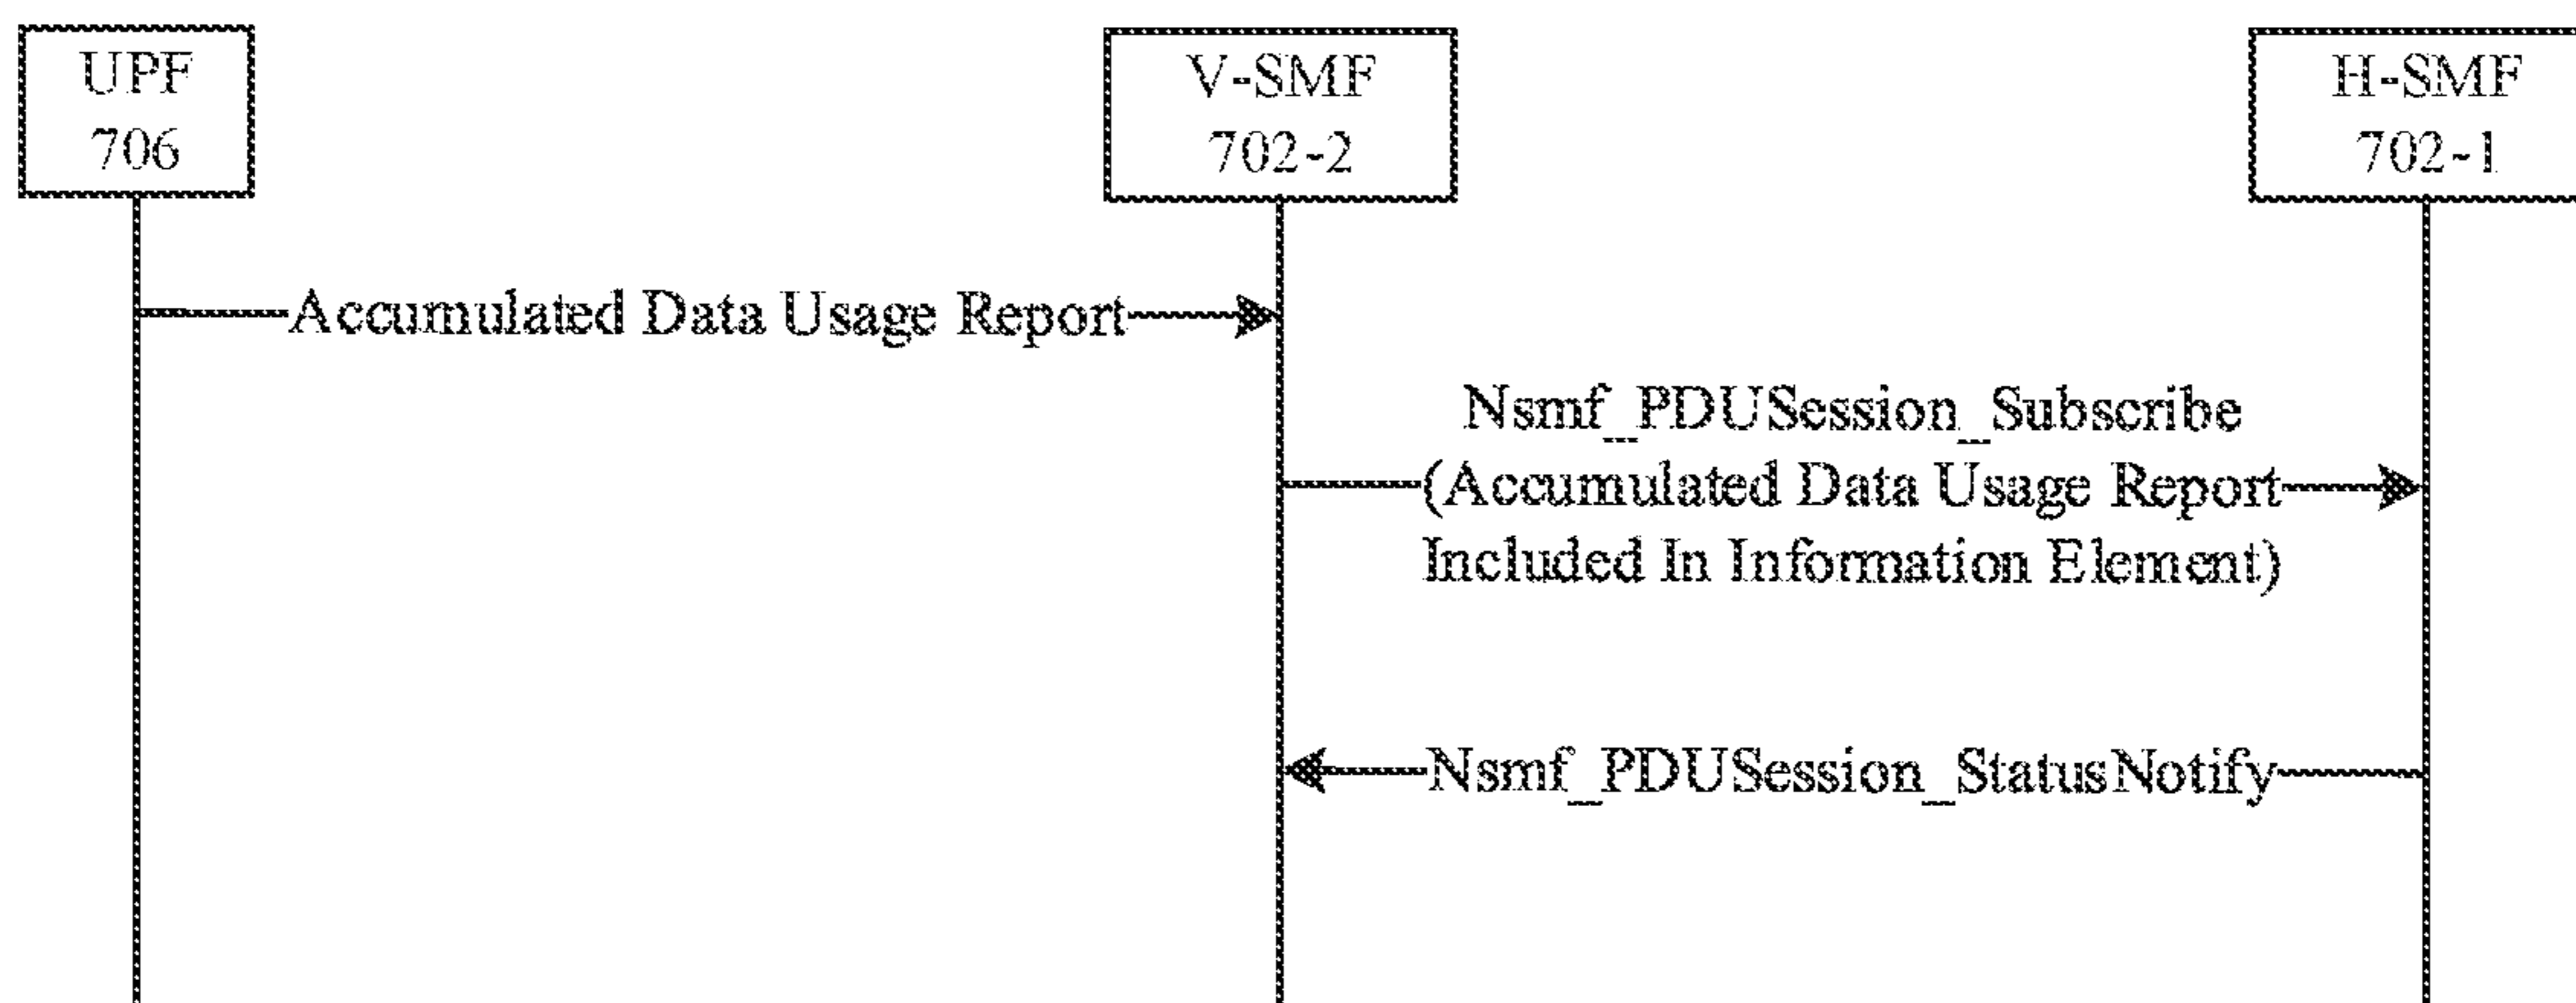 UPF
706
V-SMF
702-2
H-SMF
702-1
Accumulated Data Usage Report
Nsmf_PDUSession_Subscribe
(Accumulated Data Usage Report
Included In Information Element)
Nsmf_PDUSession_StatusNotify